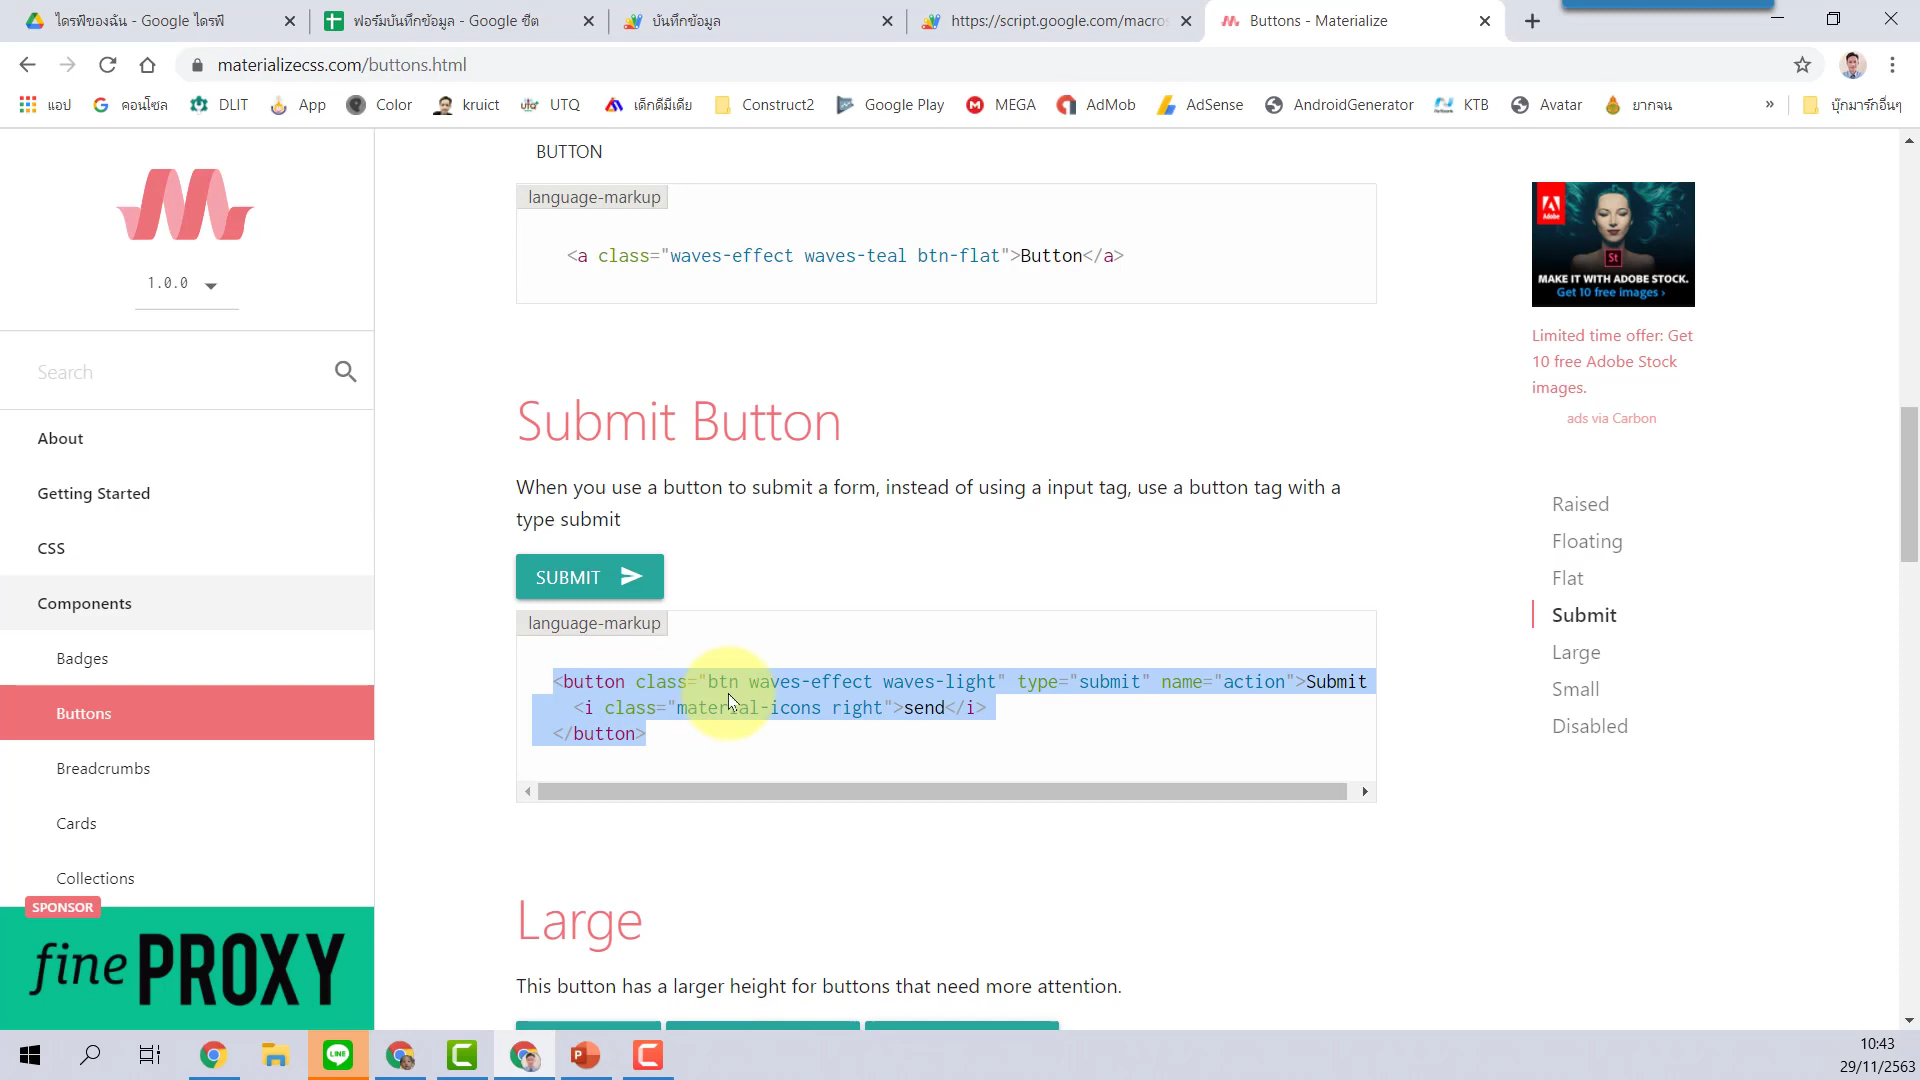 ไดรฟ์ของฉัน - Google ไดรฟ์
ฟอร์มบันทึกข้อมูล - Google ชีต
บันทึกข้อมูล
https://script.google.com/macros
Buttons - Materialize
materializecss.com/buttons.html
แอป
คอนโซล
DLIT
App
Color
kruict
UTQ
เด็กดีมีเดีย
Construct2
Google Play
MEGA
AdMob
AdSense
AndroidGenerator
KTB
Avatar
ยากจน
»
บุ๊กมาร์กอื่นๆ
1.0.0
Search
About
Getting Started
CSS
Components
Badges
Buttons
Breadcrumbs
Cards
Collections
SPONSOR
fine PROXY
BUTTON
language-markup
<a class="waves-effect waves-teal btn-flat">Button</a>
Submit Button
When you use a button to submit a form, instead of using a input tag, use a button tag with a
type submit
SUBMIT
language-markup
<button class="btn waves-effect waves-light" type="submit" name="action">Submit
<i class="material-icons right">send</i>
</button>
Large
This button has a larger height for buttons that need more attention.
Adobe
St
MAKE IT WITH ADOBE STOCK.
Get 10 free images ›
Limited time offer: Get
10 free Adobe Stock
images.
ads via Carbon
Raised
Floating
Flat
Submit
Large
Small
Disabled
LINE
10:43
29/11/2563